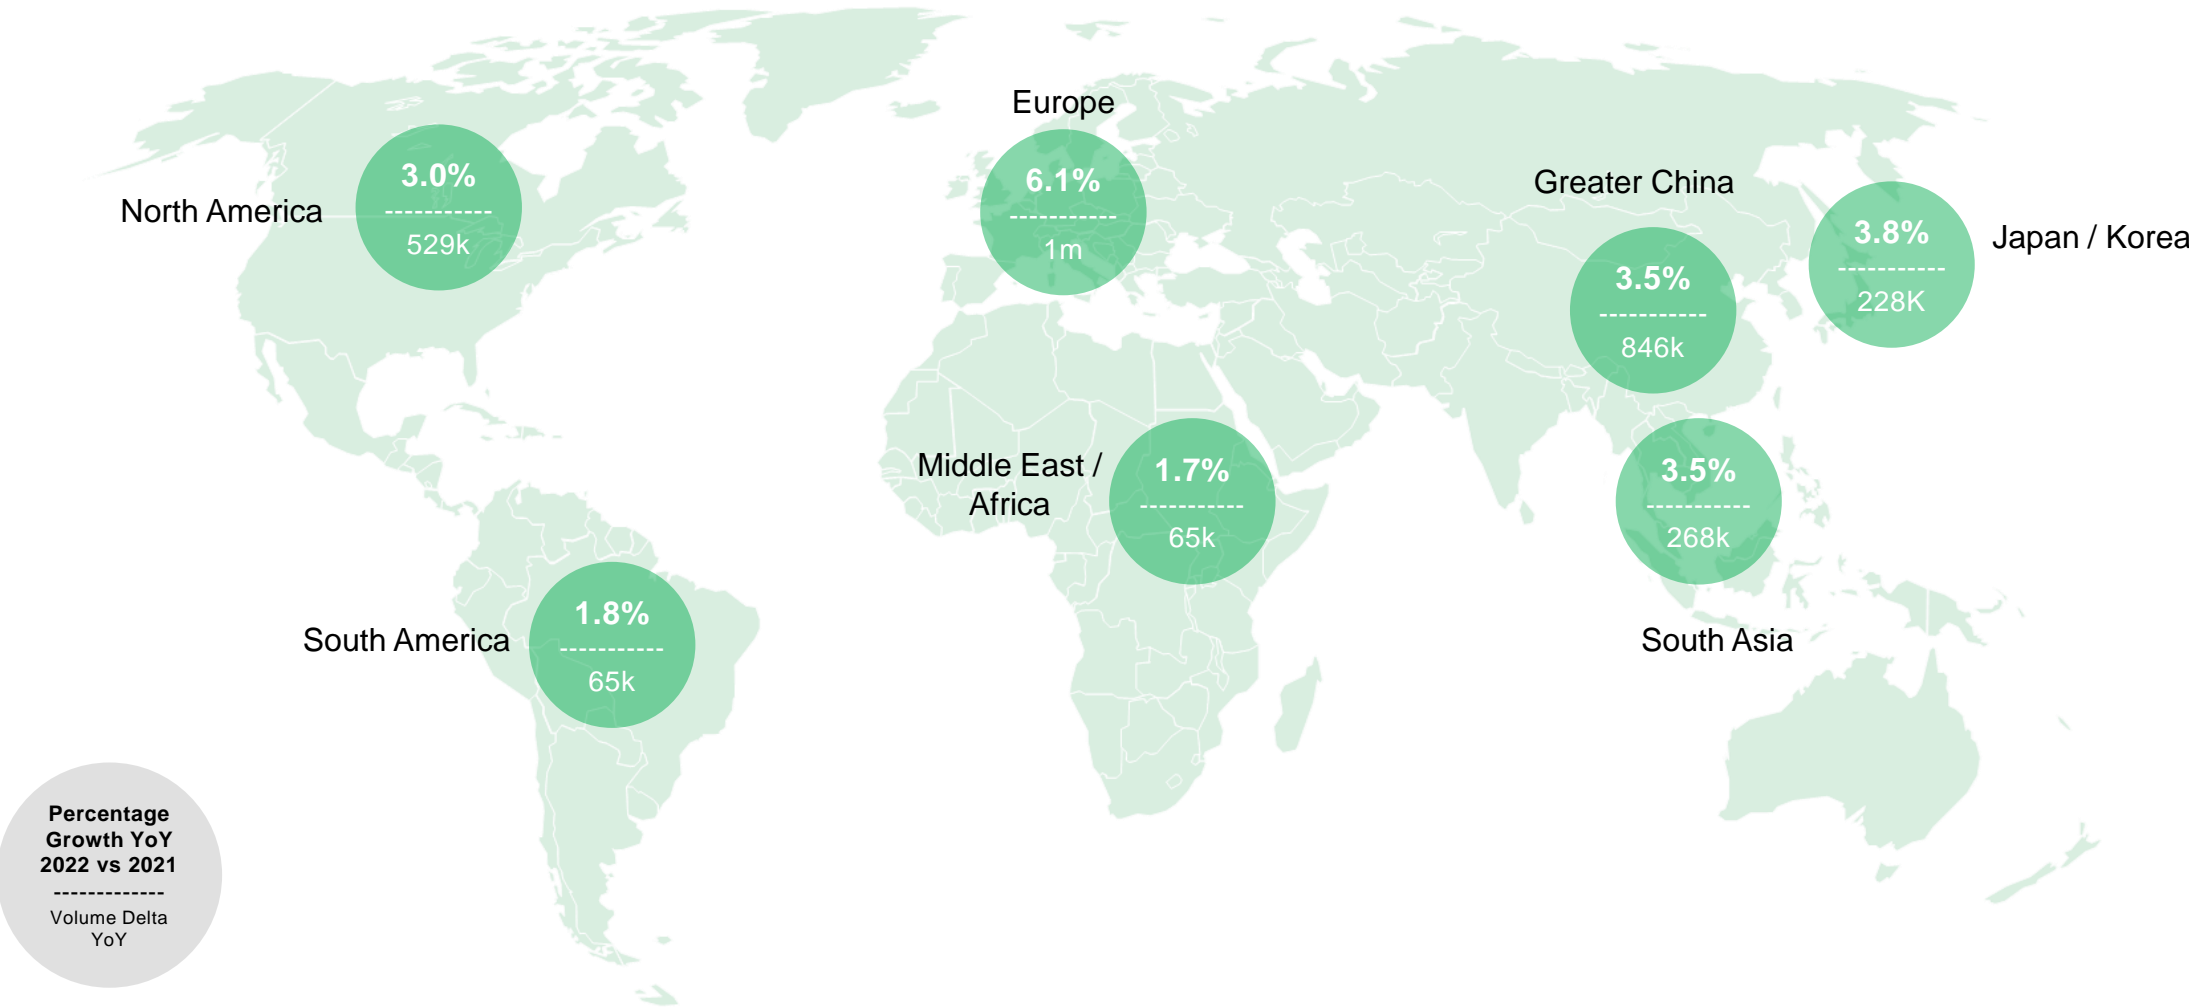 Europe
6.1%
------------
1m
North America
3.0%
------------
529k
Greater China
3.5%
------------
846k
3.8%
------------
228K
Japan / Korea
Middle East /
Africa
1.7%
------------
65k
3.5%
------------
268k
South Asia
South America
1.8%
------------
65k
Percentage
Growth YoY
2022 vs 2021
-------------
Volume Delta
YoY